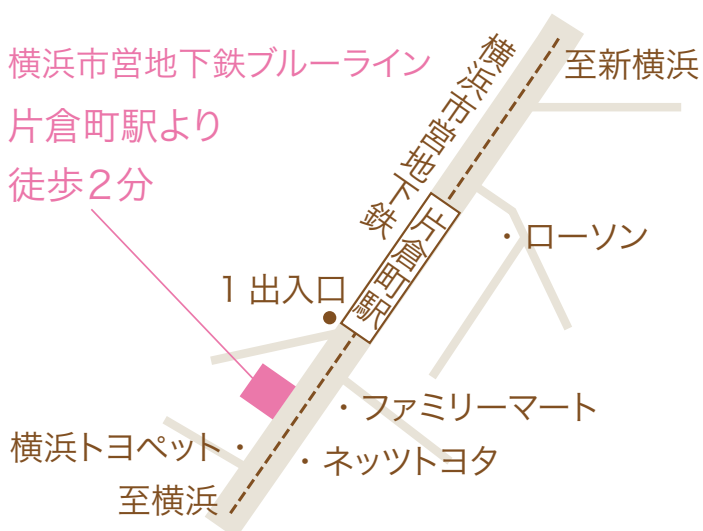 横浜市営地下鉄ブルーライン
片倉町駅より
徒歩2分
至新横浜
横浜市営地下鉄
片倉町駅
・ローソン
1出入口
・ファミリーマート
横浜トヨペット・
・ネッツトヨタ
至横浜